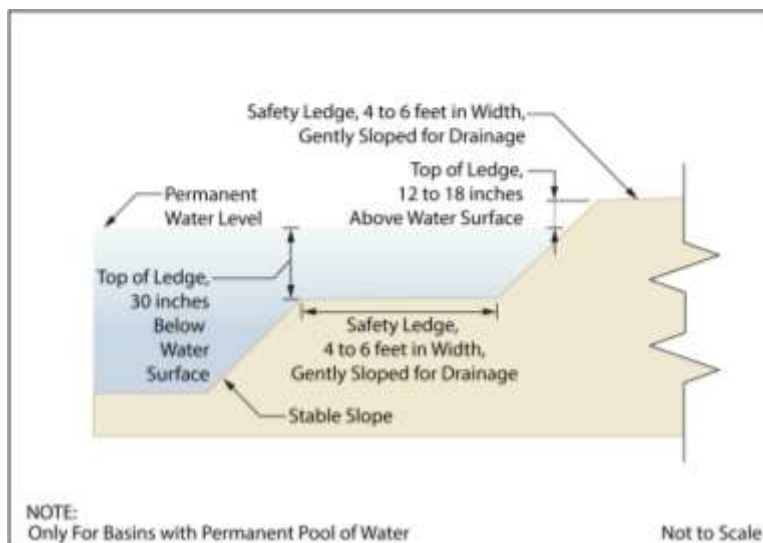 Safety Ledge, 4 to 6 feet in Width,
Gently Sloped for Drainage
Top of Ledge,
12 to 18 inches
Above Water Surface
Permanent
Water Level
Top of Ledge,
30 inches
Below
Water
Surface
Safety Ledge,
4 to 6 feet in Width,
Gently Sloped for Drainage
Stable Slope
NOTE:
Only For Basins with Permanent Pool of Water
Not to Scale